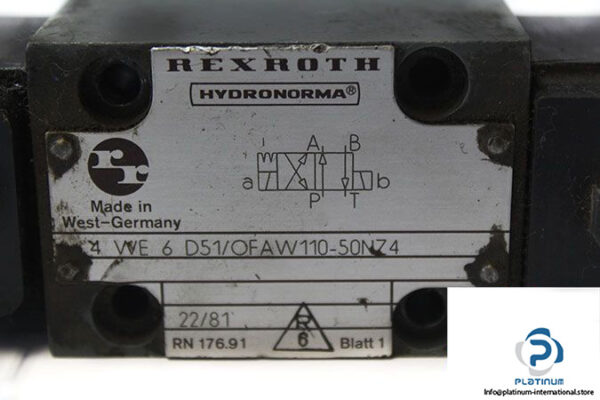 REXROTH
HYDRONORMA®
A B
a b
P T
rr
Made in
West-Germany
4 WE 6 D51/OFAW110-50NZ4
22/81
R
6
RN 176.91 Blatt 1
P
PLATINUM
Info@platinum-international.store